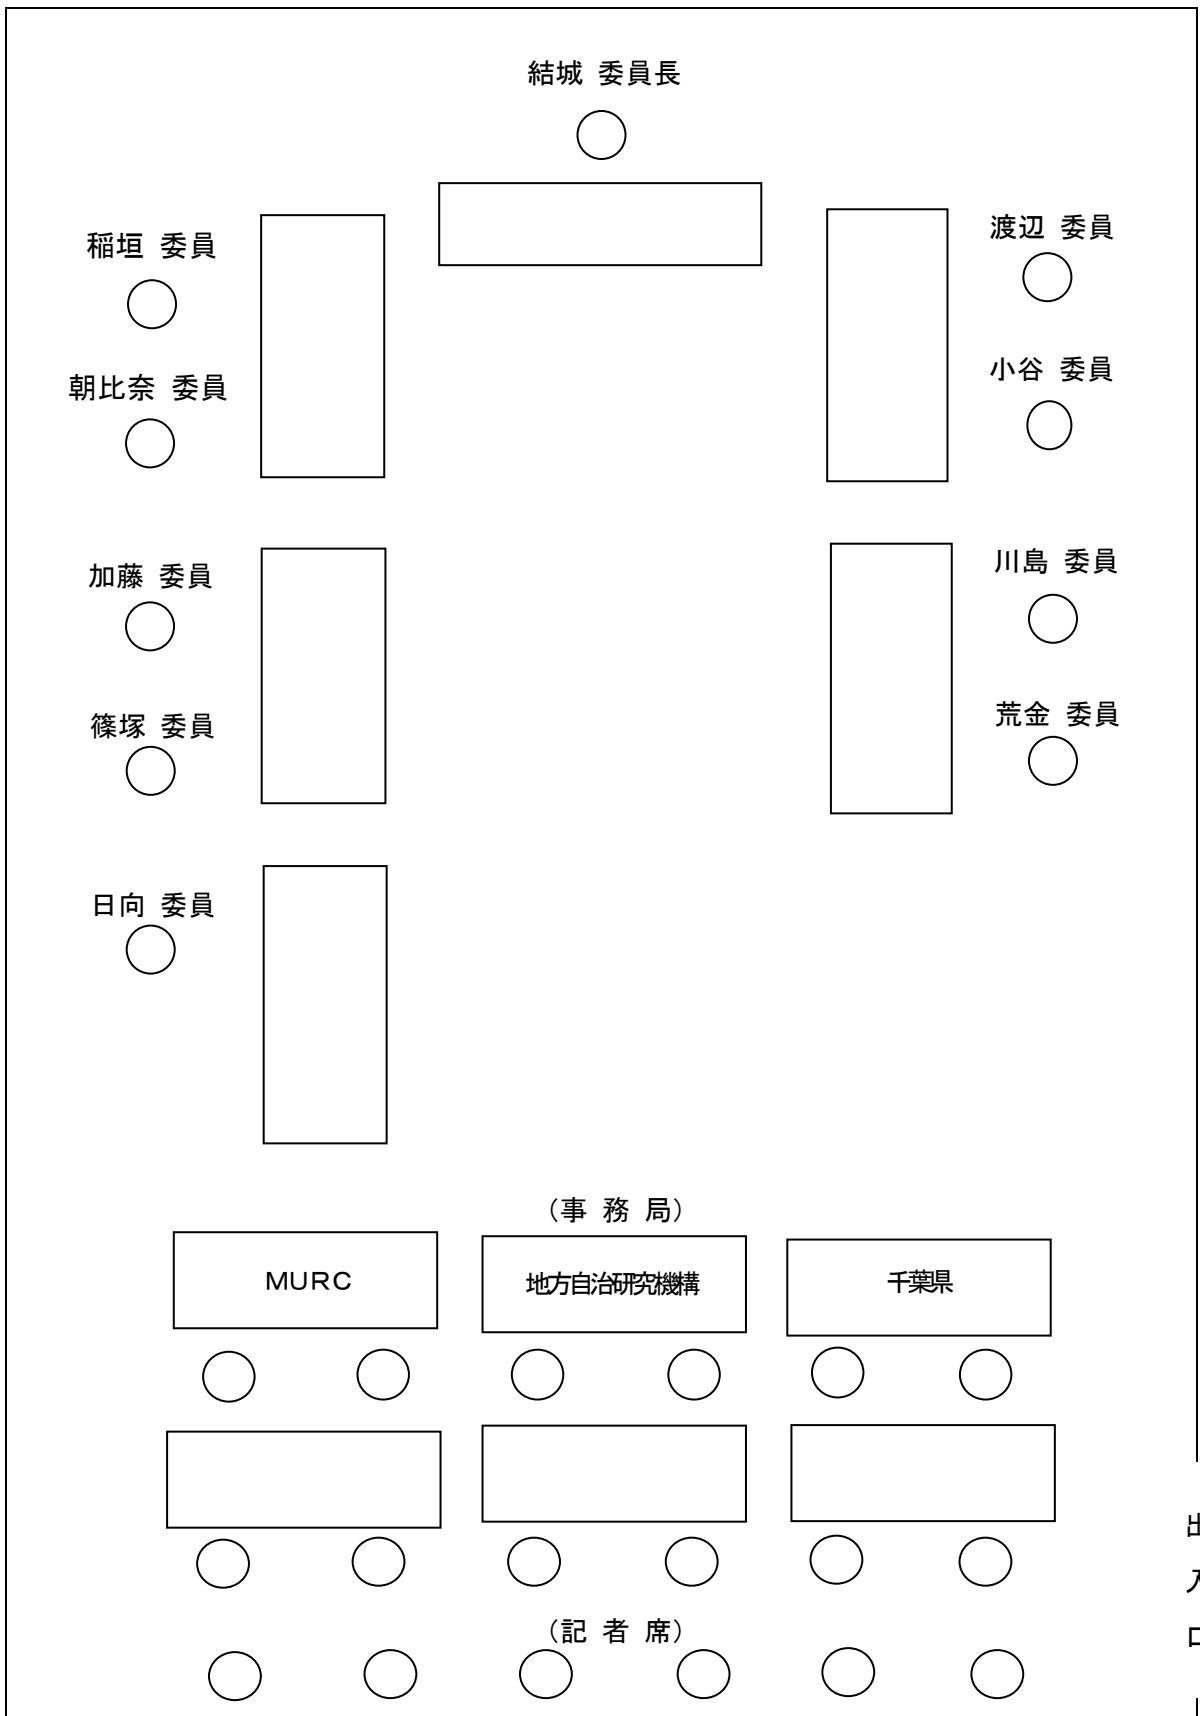 結城 委員長
稲垣 委員
渡辺 委員
朝比奈 委員
小谷 委員
加藤 委員
川島 委員
篠塚 委員
荒金 委員
日向 委員
（事 務 局）
MURC
地方自治研究機構
千葉県
（記 者 席）
出
入
口